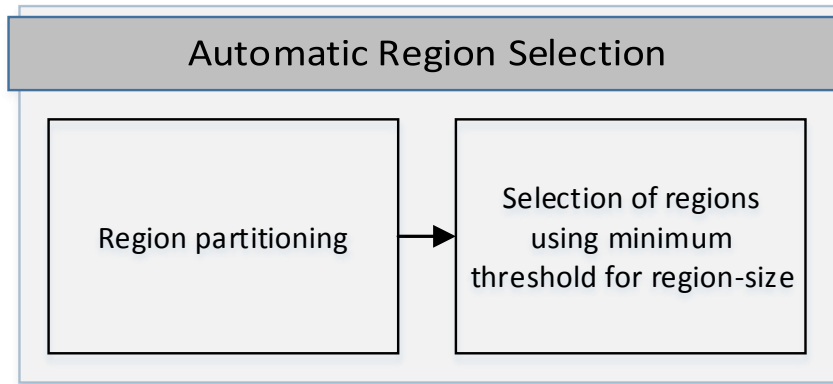 Automatic Region Selection
Region partitioning
Selection of regions
using minimum
threshold for region-size